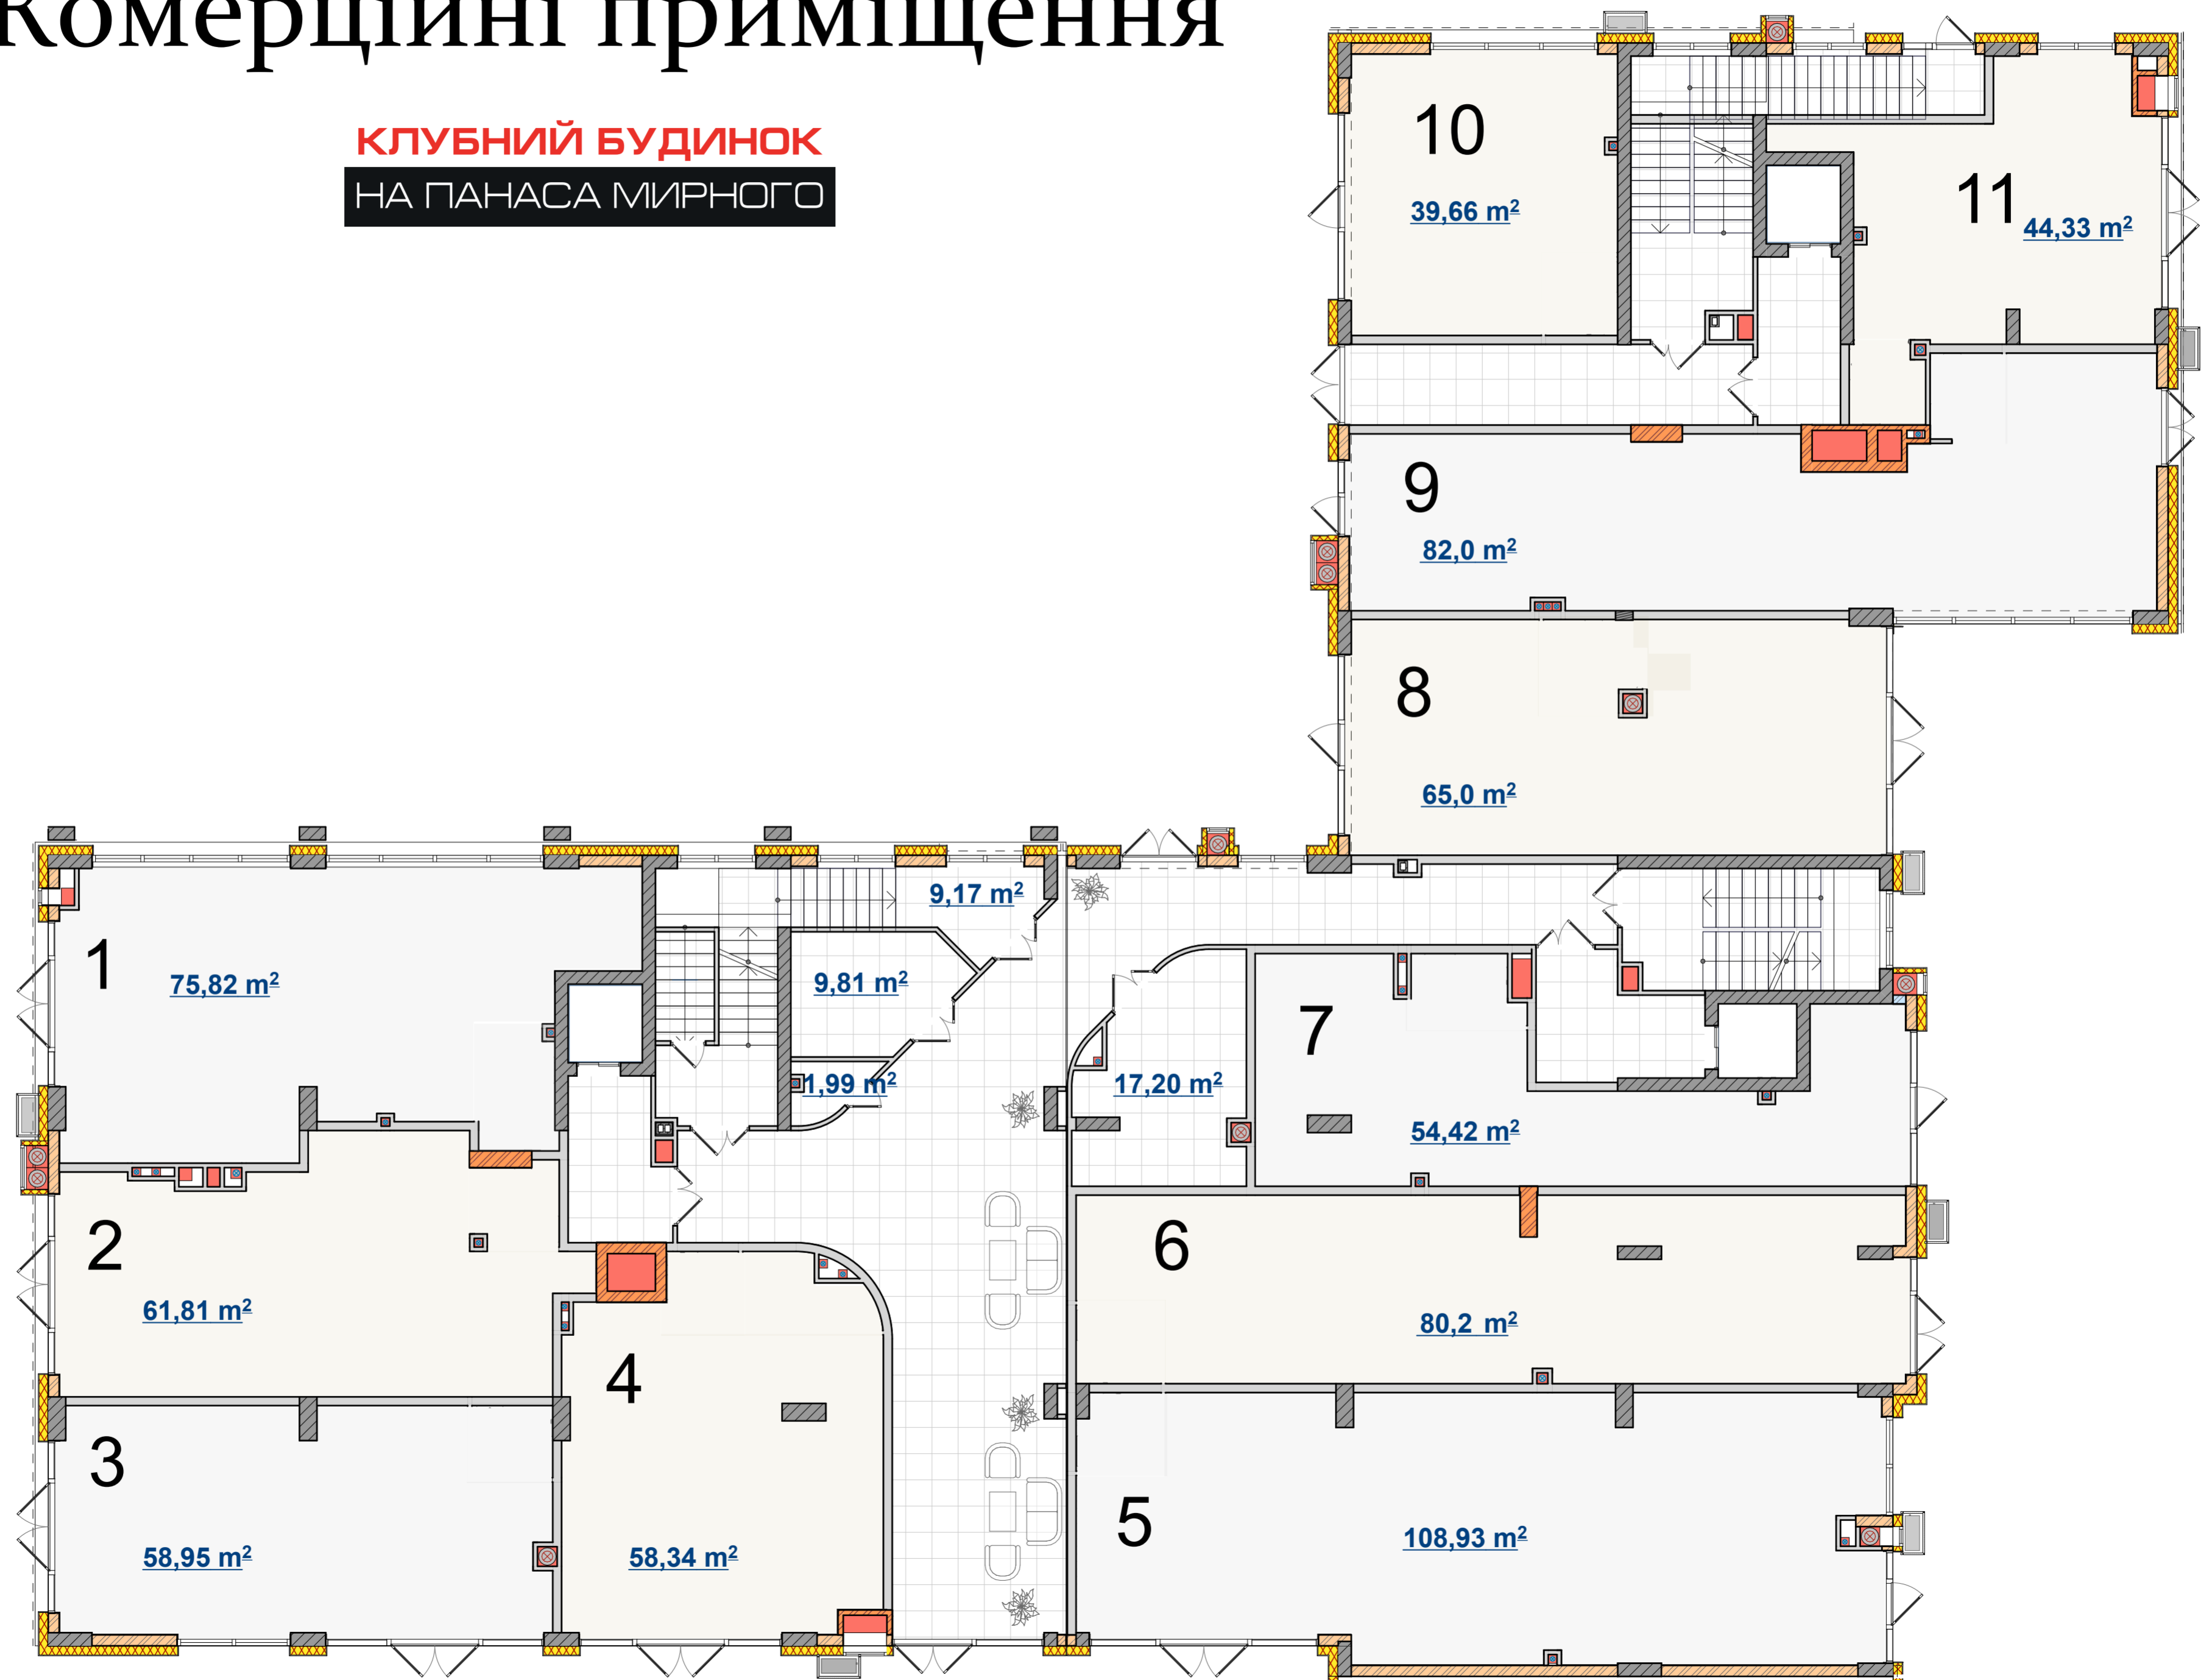 Комерційні приміщення
КЛУБНИЙ БУДИНОК
НА ПАНАСА МИРНОГО
10
39,66 m²
11
44,33 m²
9
82,0 m²
8
65,0 m²
9,17 m²
1
75,82 m²
9,81 m²
1,99 m²
17,20 m²
7
54,42 m²
2
61,81 m²
6
80,2 m²
4
58,34 m²
3
58,95 m²
5
108,93 m²